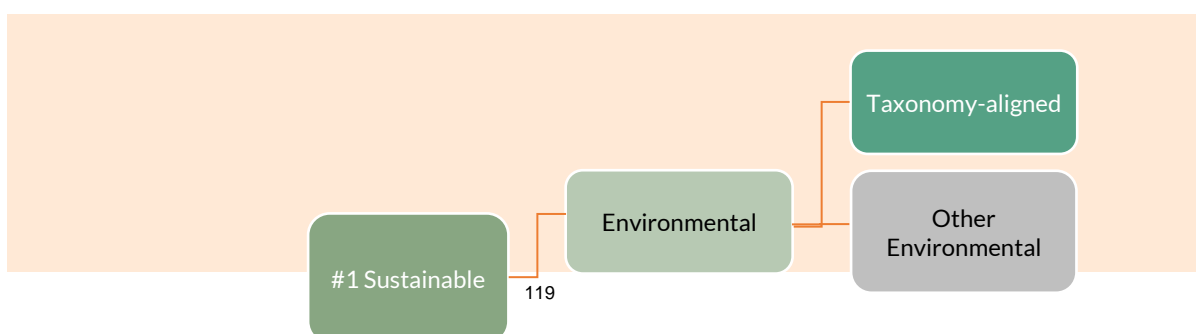 Taxonomy-aligned
Environmental
Other
Environmental
#1 Sustainable
119